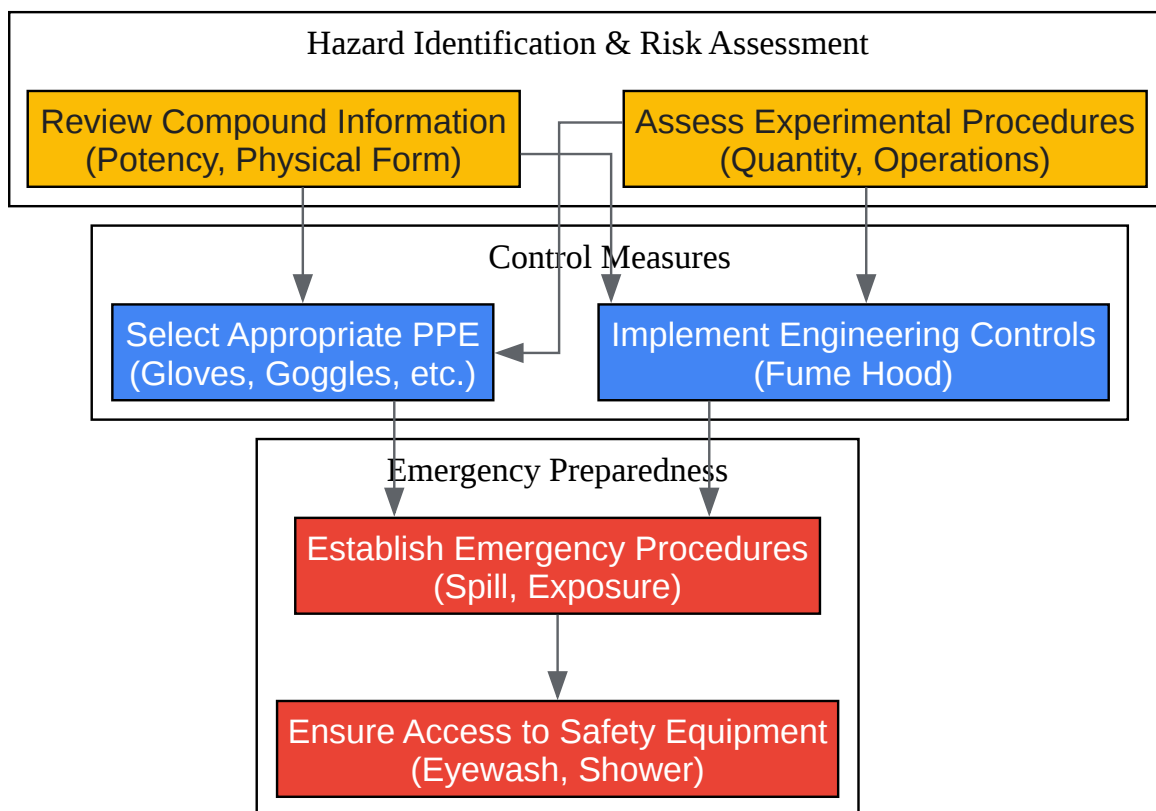 Hazard Identification & Risk Assessment
Review Compound Information
(Potency, Physical Form)
Assess Experimental Procedures
(Quantity, Operations)
Control Measures
Select Appropriate PPE
(Gloves, Goggles, etc.)
Implement Engineering Controls
(Fume Hood)
Emergency Preparedness
Establish Emergency Procedures
(Spill, Exposure)
Ensure Access to Safety Equipment
(Eyewash, Shower)